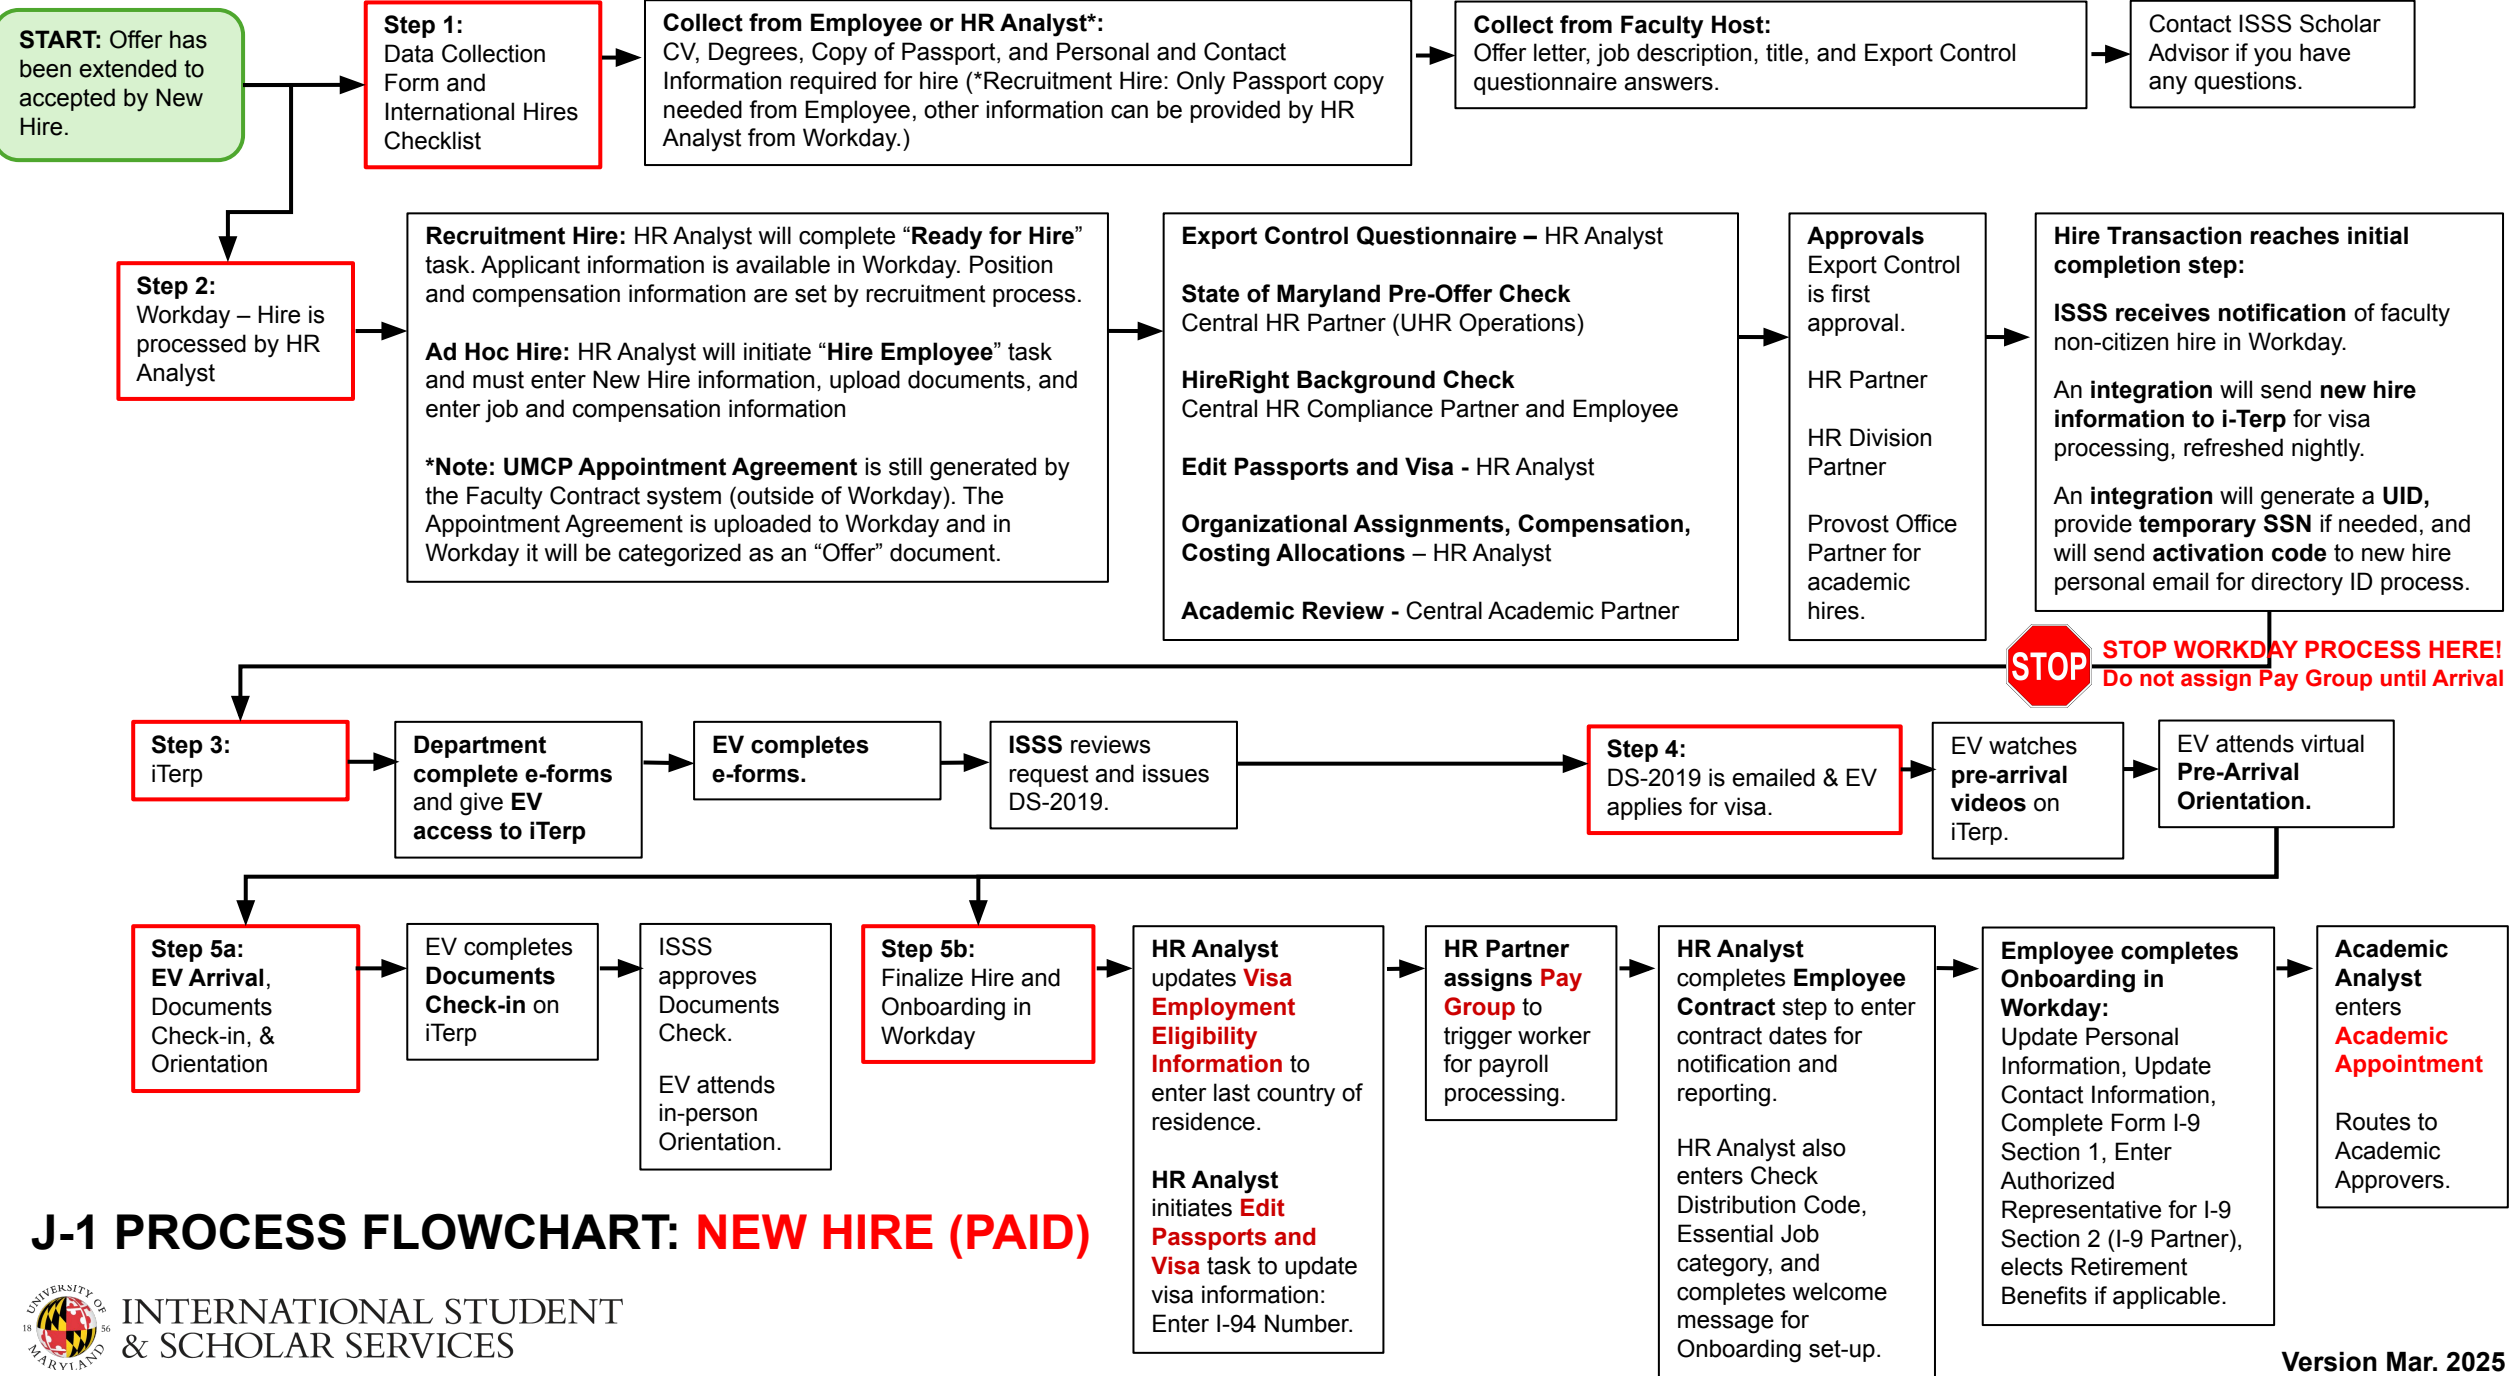 START: Offer has
been extended to
accepted by New
Hire.
Step 1:
Data Collection
Form and
International Hires
Checklist
Collect from Employee or HR Analyst*:
CV, Degrees, Copy of Passport, and Personal and Contact
Information required for hire (*Recruitment Hire: Only Passport copy
needed from Employee, other information can be provided by HR
Analyst from Workday.)
Collect from Faculty Host:
Offer letter, job description, title, and Export Control
questionnaire answers.
Contact ISSS Scholar
Advisor if you have
any questions.
Step 2:
Workday – Hire is
processed by HR
Analyst
Recruitment Hire: HR Analyst will complete “Ready for Hire”
task. Applicant information is available in Workday. Position
and compensation information are set by recruitment process.
Ad Hoc Hire: HR Analyst will initiate “Hire Employee” task
and must enter New Hire information, upload documents, and
enter job and compensation information
*Note: UMCP Appointment Agreement is still generated by
the Faculty Contract system (outside of Workday). The
Appointment Agreement is uploaded to Workday and in
Workday it will be categorized as an “Offer” document.
Export Control Questionnaire – HR Analyst
State of Maryland Pre-Offer Check
Central HR Partner (UHR Operations)
HireRight Background Check
Central HR Compliance Partner and Employee
Edit Passports and Visa - HR Analyst
Organizational Assignments, Compensation,
Costing Allocations – HR Analyst
Academic Review - Central Academic Partner
Approvals
Export Control
is first
approval.
HR Partner
HR Division
Partner
Provost Office
Partner for
academic
hires.
Hire Transaction reaches initial
completion step:
ISSS receives notification of faculty
non-citizen hire in Workday.
An integration will send new hire
information to i-Terp for visa
processing, refreshed nightly.
An integration will generate a UID,
provide temporary SSN if needed, and
will send activation code to new hire
personal email for directory ID process.
STOP
STOP WORKDAY PROCESS HERE!
Do not assign Pay Group until Arrival
Step 3:
iTerp
Department
complete e-forms
and give EV
access to iTerp
EV completes
e-forms.
ISSS reviews
request and issues
DS-2019.
Step 4:
DS-2019 is emailed & EV
applies for visa.
EV watches
pre-arrival
videos on
iTerp.
EV attends virtual
Pre-Arrival
Orientation.
Step 5a:
EV Arrival,
Documents
Check-in, &
Orientation
EV completes
Documents
Check-in on
iTerp
ISSS
approves
Documents
Check.
EV attends
in-person
Orientation.
Step 5b:
Finalize Hire and
Onboarding in
Workday
HR Analyst
updates Visa
Employment
Eligibility
Information to
enter last country of
residence.
HR Analyst
initiates Edit
Passports and
Visa task to update
visa information:
Enter I-94 Number.
HR Partner
assigns Pay
Group to
trigger worker
for payroll
processing.
HR Analyst
completes Employee
Contract step to enter
contract dates for
notification and
reporting.
HR Analyst also
enters Check
Distribution Code,
Essential Job
category, and
completes welcome
message for
Onboarding set-up.
Employee completes
Onboarding in
Workday:
Update Personal
Information, Update
Contact Information,
Complete Form I-9
Section 1, Enter
Authorized
Representative for I-9
Section 2 (I-9 Partner),
elects Retirement
Benefits if applicable.
Academic
Analyst
enters
Academic
Appointment
Routes to
Academic
Approvers.
J-1 PROCESS FLOWCHART: NEW HIRE (PAID)
UNIVERSITY OF
18 56
MARYLAND
INTERNATIONAL STUDENT
& SCHOLAR SERVICES
Version Mar. 2025